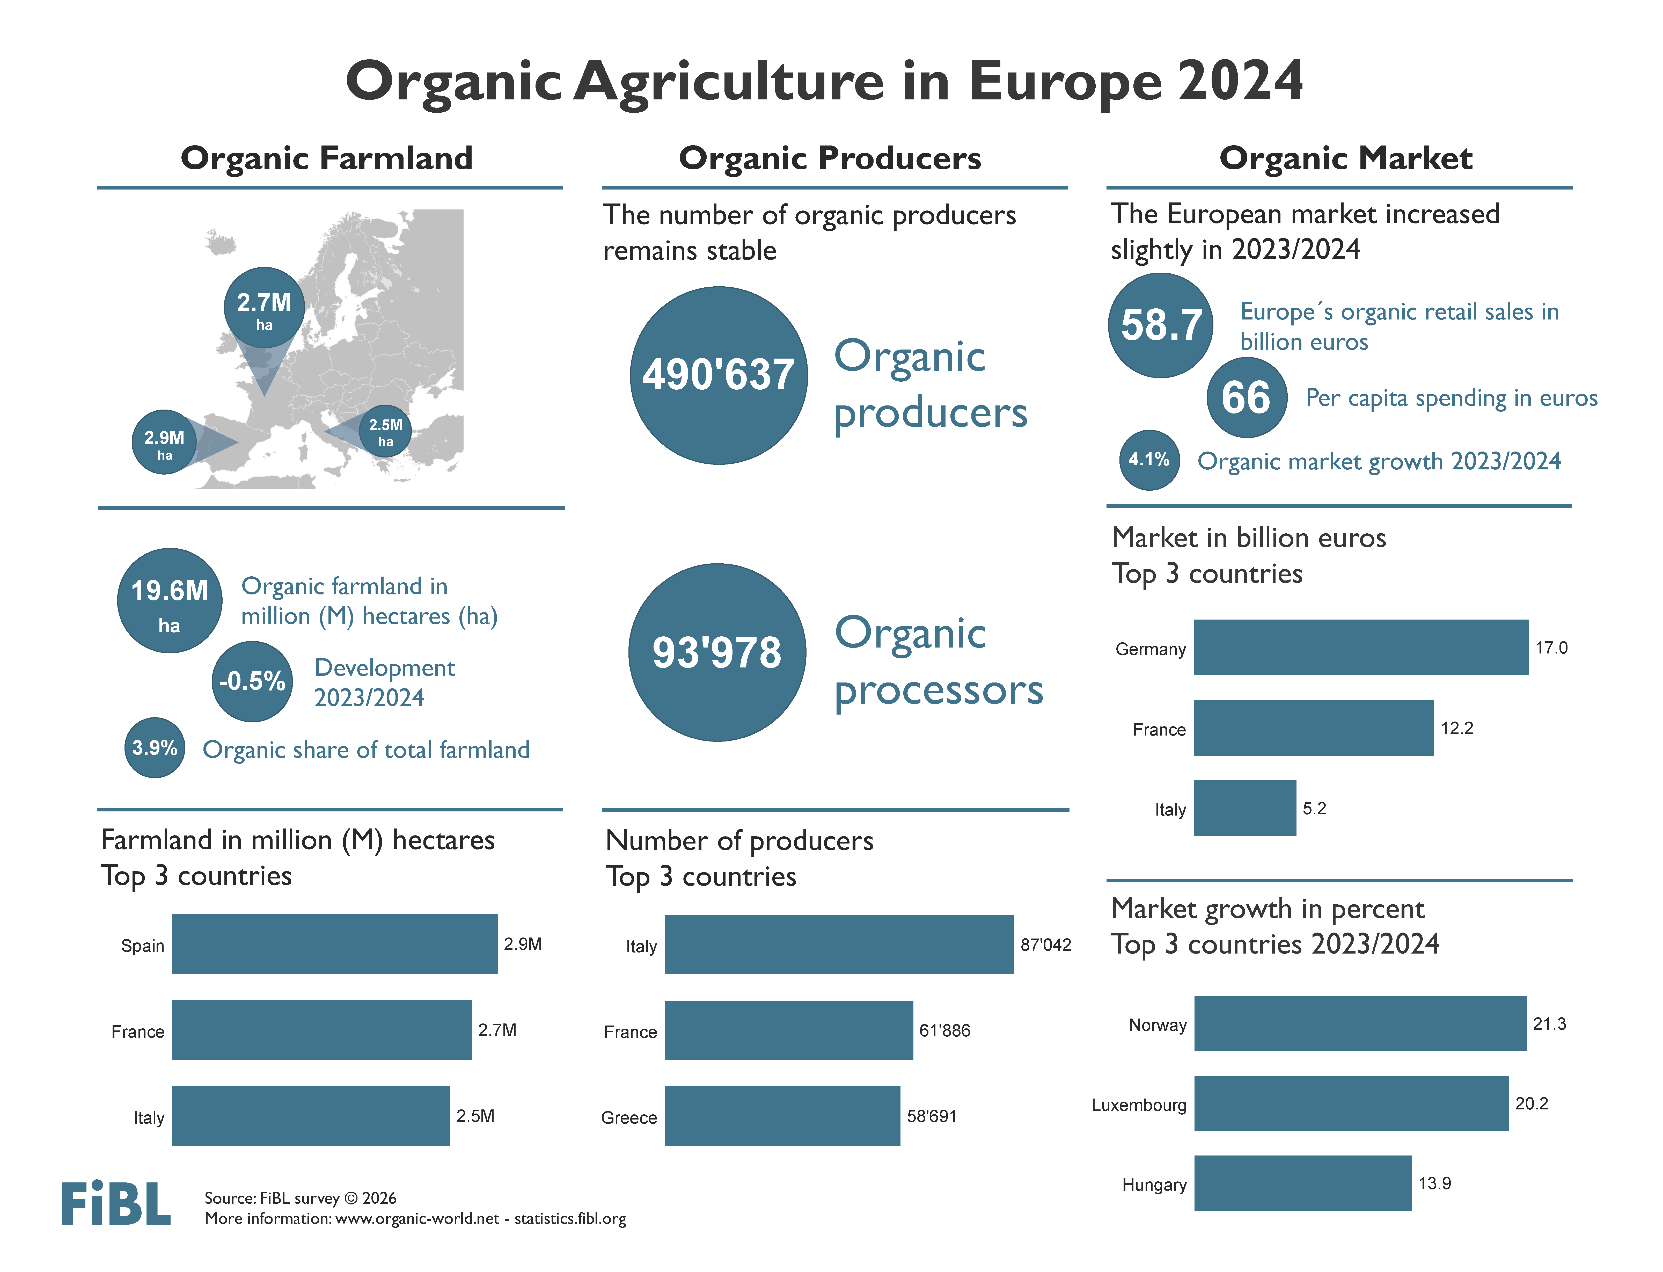 Organic Agriculture in Europe 2024
Organic Farmland
2.7M
ha
2.9M
ha
2.5M
ha
19.6M
ha
Organic farmland in
million (M) hectares (ha)
-0.5%
Development
2023/2024
3.9%
Organic share of total farmland
Farmland in million (M) hectares
Top 3 countries
Spain 2.9M
France 2.7M
Italy 2.5M
Organic Producers
The number of organic producers
remains stable
490'637
Organic
producers
93'978
Organic
processors
Number of producers
Top 3 countries
Italy 87'042
France 61'886
Greece 58'691
Organic Market
The European market increased
slightly in 2023/2024
58.7
Europe´s organic retail sales in
billion euros
66
Per capita spending in euros
4.1%
Organic market growth 2023/2024
Market in billion euros
Top 3 countries
Germany 17.0
France 12.2
Italy 5.2
Market growth in percent
Top 3 countries 2023/2024
Norway 21.3
Luxembourg 20.2
Hungary 13.9
FiBL
Source: FiBL survey © 2026
More information: www.organic-world.net - statistics.fibl.org